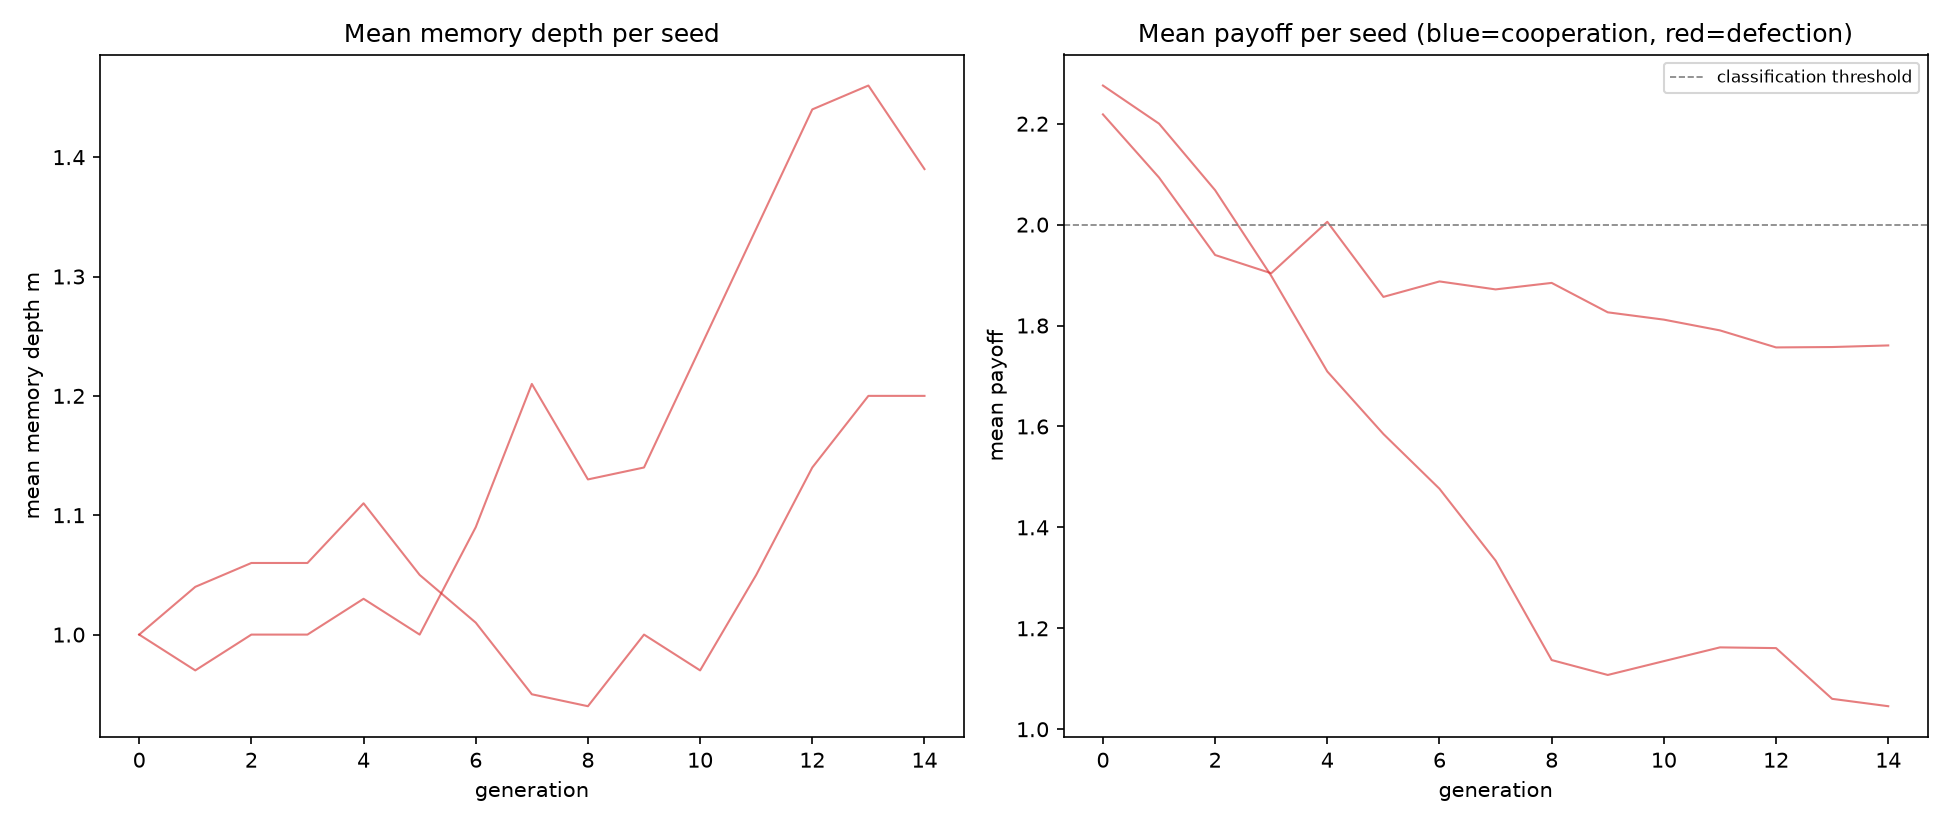 Mean memory depth per seed
mean memory depth m
1.4
1.3
1.2
1.1
1.0
0 2 4 6 8 10 12 14
generation
Mean payoff per seed (blue=cooperation, red=defection)
classification threshold
mean payoff
2.2
2.0
1.8
1.6
1.4
1.2
1.0
0 2 4 6 8 10 12 14
generation